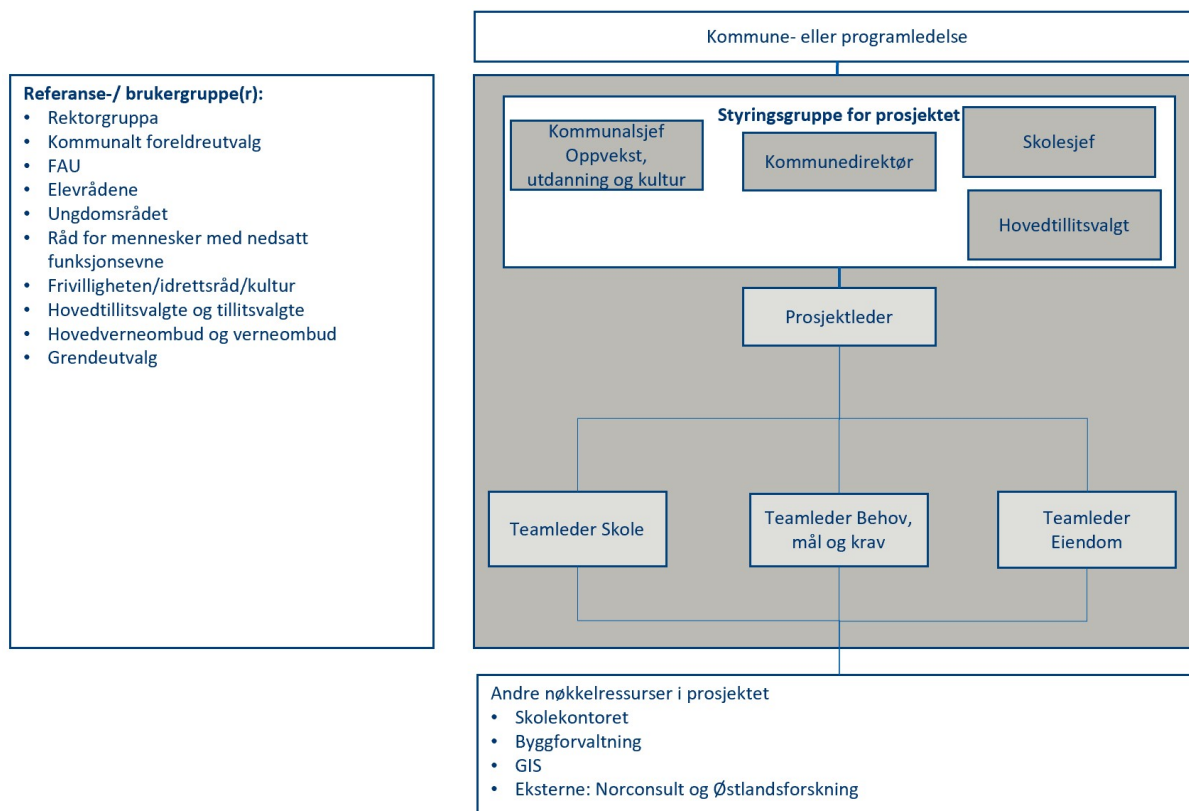 Kommune- eller programledelse
Referanse-/ brukergruppe(r):
• Rektorgruppa
• Kommunalt foreldreutvalg
• FAU
• Elevrådene
• Ungdomsrådet
• Råd for mennesker med nedsatt
funksjonsevne
• Frivilligheten/idrettsråd/kultur
• Hovedtillitsvalgte og tillitsvalgte
• Hovedverneombud og verneombud
• Grendeutvalg
Styringsgruppe for prosjektet
Kommunalsjef
Oppvekst,
utdanning og kultur
Kommunedirektør
Skolesjef
Hovedtillitsvalgt
Prosjektleder
Teamleder Skole
Teamleder Behov,
mål og krav
Teamleder
Eiendom
Andre nøkkelressurser i prosjektet
• Skolekontoret
• Byggforvaltning
• GIS
• Eksterne: Norconsult og Østlandsforskning